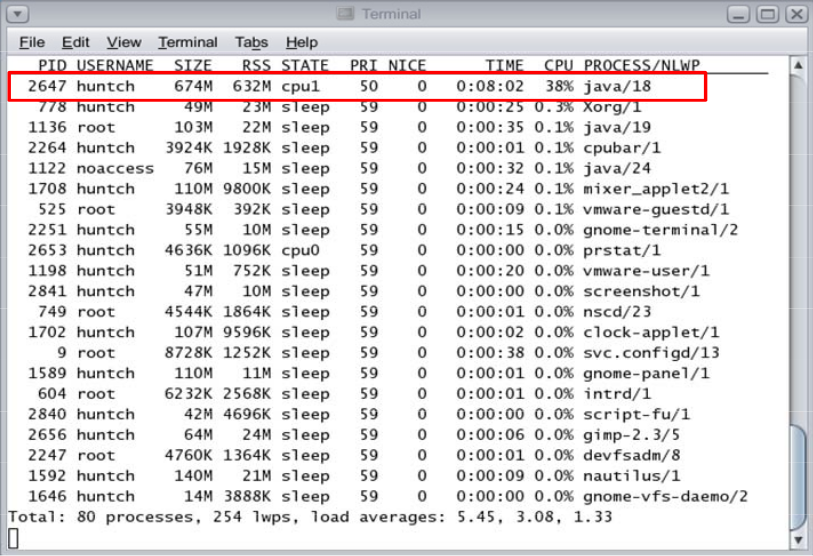 Terminal
File Edit View Terminal Tabs Help
PID USERNAME SIZE RSS STATE PRI NICE TIME CPU PROCESS/NLWP
2647 huntch 674M 632M cpu1 50 0 0:08:02 38% java/18
778 huntch 49M 23M sleep 59 0 0:00:25 0.3% Xorg/1
1136 root 103M 22M sleep 59 0 0:00:35 0.1% java/19
2264 huntch 3924K 1928K sleep 59 0 0:00:01 0.1% cpubar/1
1122 noaccess 76M 15M sleep 59 0 0:00:32 0.1% java/24
1708 huntch 110M 9800K sleep 59 0 0:00:24 0.1% mixer_applet2/1
525 root 3948K 392K sleep 59 0 0:00:09 0.1% vmware-guestd/1
2251 huntch 55M 10M sleep 59 0 0:00:15 0.0% gnome-terminal/2
2653 huntch 4636K 1096K cpu0 59 0 0:00:00 0.0% prstat/1
1198 huntch 51M 752K sleep 59 0 0:00:20 0.0% vmware-user/1
2841 huntch 47M 10M sleep 59 0 0:00:00 0.0% screenshot/1
749 root 4544K 1864K sleep 59 0 0:00:01 0.0% nscd/23
1702 huntch 107M 9596K sleep 59 0 0:00:02 0.0% clock-applet/1
9 root 8728K 1252K sleep 59 0 0:00:38 0.0% svc.configd/13
1589 huntch 110M 11M sleep 59 0 0:00:01 0.0% gnome-panel/1
604 root 6232K 2568K sleep 59 0 0:00:01 0.0% intrd/1
2840 huntch 42M 4696K sleep 59 0 0:00:00 0.0% script-fu/1
2656 huntch 64M 24M sleep 59 0 0:00:06 0.0% gimp-2.3/5
2247 root 4760K 1364K sleep 59 0 0:00:01 0.0% devfsadm/8
1592 huntch 140M 21M sleep 59 0 0:00:09 0.0% nautilus/1
1646 huntch 14M 3888K sleep 59 0 0:00:00 0.0% gnome-vfs-daemo/2
Total: 80 processes, 254 lwps, load averages: 5.45, 3.08, 1.33